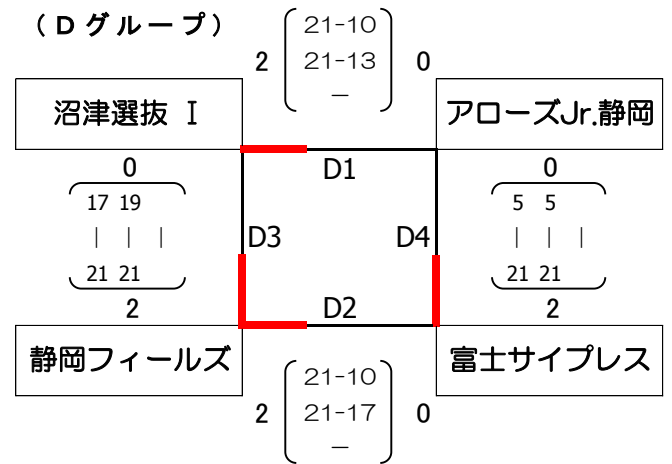 (Dグループ)
21-10
2 21-13 0
－
沼津選抜 Ⅰ
アローズJr.静岡
0
D1
0
17 19
5 5
| | |
D3
D4
| | |
21 21
21 21
2
D2
2
静岡フィールズ
富士サイプレス
21-10
2 21-17 0
－